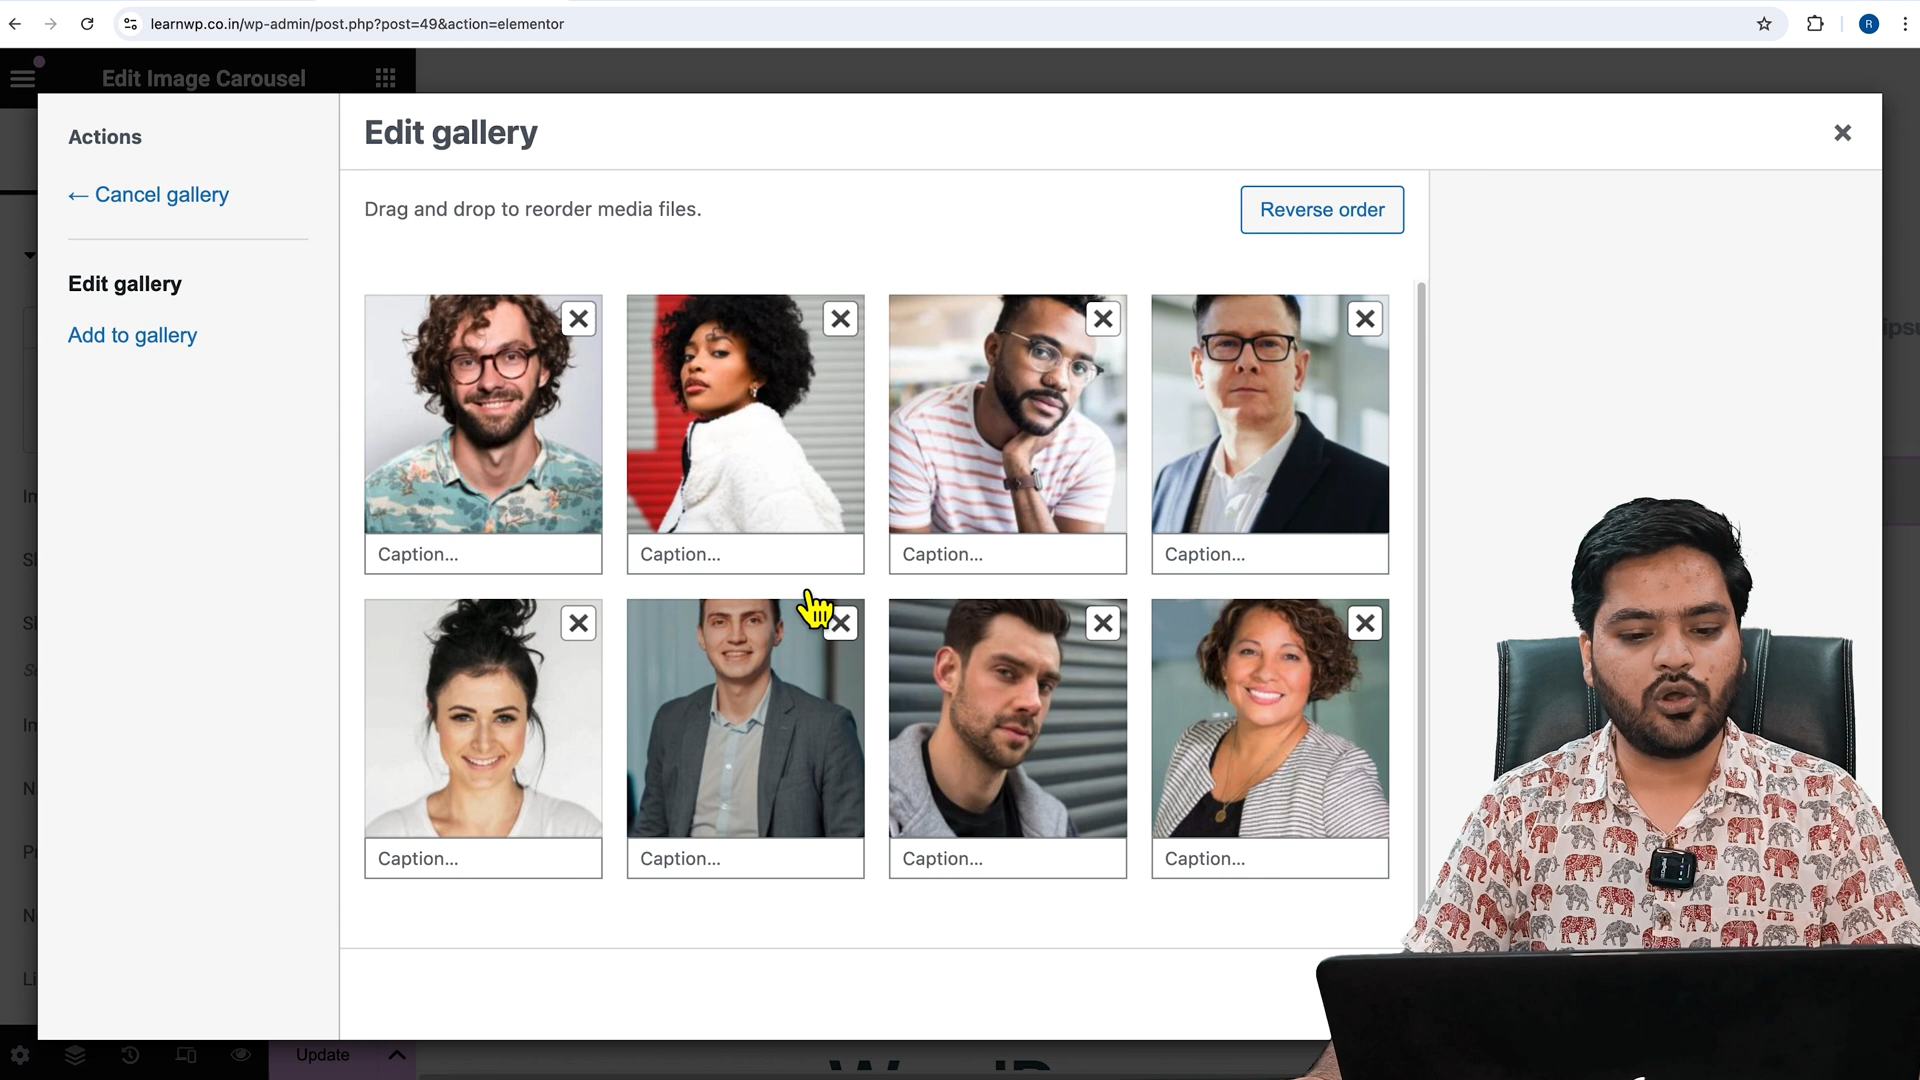 learnwp.co.in/wp-admin/post.php?post=49&action=elementor
R
Edit Image Carousel
Actions
← Cancel gallery
Edit gallery
Add to gallery
Edit gallery
Drag and drop to reorder media files.
Reverse order
Caption...
Caption...
Caption...
Caption...
Caption...
Caption...
Caption...
Caption...
Update